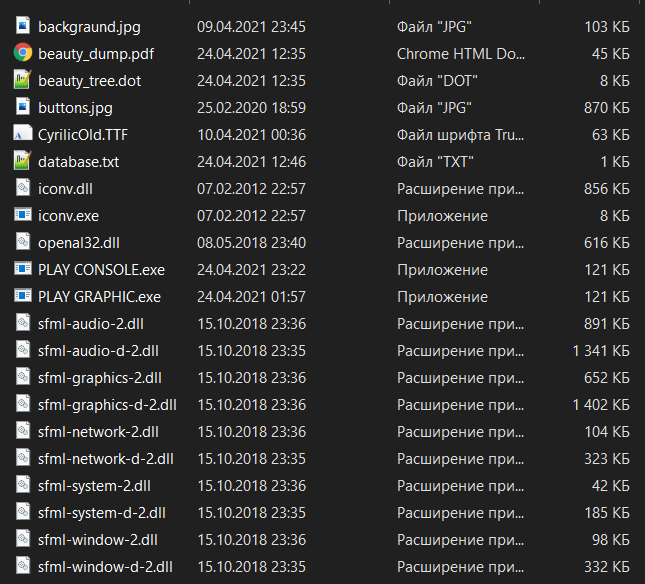 background.jpg 09.04.2021 23:45 Файл "JPG" 103 КБ
beauty_dump.pdf 24.04.2021 12:35 Chrome HTML Do... 45 КБ
beauty_tree.dot 24.04.2021 12:35 Файл "DOT" 8 КБ
buttons.jpg 25.02.2020 18:59 Файл "JPG" 870 КБ
CyrilicOld.TTF 10.04.2021 00:36 Файл шрифта Tru... 63 КБ
database.txt 24.04.2021 12:46 Файл "TXT" 1 КБ
iconv.dll 07.02.2012 22:57 Расширение при... 856 КБ
iconv.exe 07.02.2012 22:57 Приложение 8 КБ
openal32.dll 08.05.2018 23:40 Расширение при... 616 КБ
PLAY CONSOLE.exe 24.04.2021 23:22 Приложение 121 КБ
PLAY GRAPHIC.exe 24.04.2021 01:57 Приложение 121 КБ
sfml-audio-2.dll 15.10.2018 23:36 Расширение при... 891 КБ
sfml-audio-d-2.dll 15.10.2018 23:35 Расширение при... 1 341 КБ
sfml-graphics-2.dll 15.10.2018 23:36 Расширение при... 652 КБ
sfml-graphics-d-2.dll 15.10.2018 23:36 Расширение при... 1 402 КБ
sfml-network-2.dll 15.10.2018 23:36 Расширение при... 104 КБ
sfml-network-d-2.dll 15.10.2018 23:35 Расширение при... 323 КБ
sfml-system-2.dll 15.10.2018 23:36 Расширение при... 42 КБ
sfml-system-d-2.dll 15.10.2018 23:35 Расширение при... 185 КБ
sfml-window-2.dll 15.10.2018 23:36 Расширение при... 98 КБ
sfml-window-d-2.dll 15.10.2018 23:35 Расширение при... 332 КБ